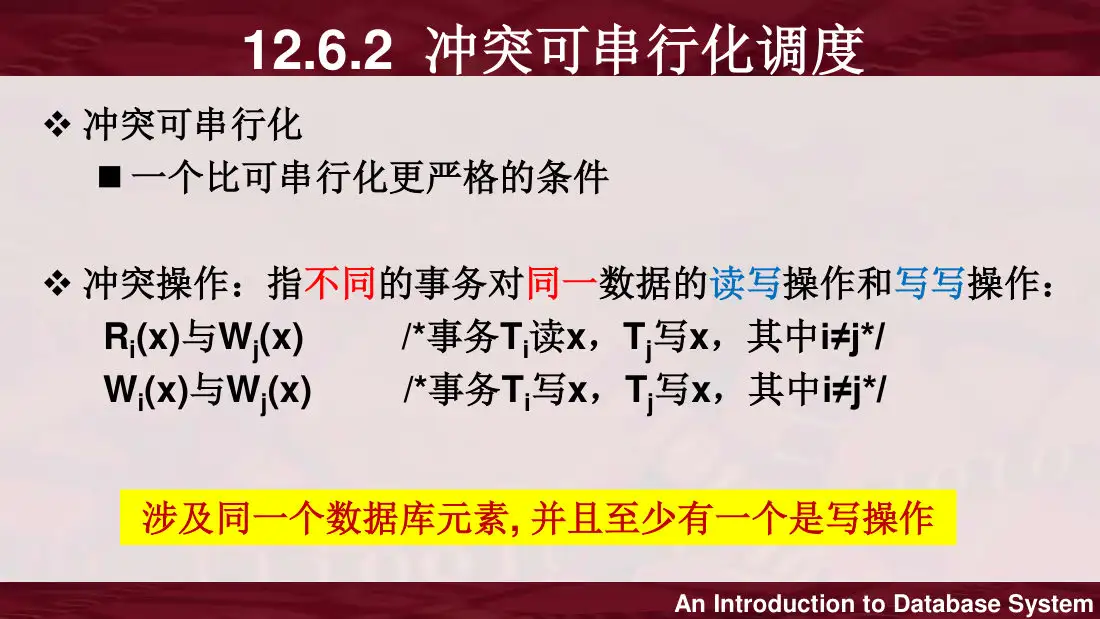 12.6.2 冲突可串行化调度
❖ 冲突可串行化
■ 一个比可串行化更严格的条件
❖ 冲突操作：指不同的事务对同一数据的读写操作和写写操作：
Ri(x)与Wj(x) /*事务Ti读x，Tj写x，其中i≠j*/
Wi(x)与Wj(x) /*事务Ti写x，Tj写x，其中i≠j*/
涉及同一个数据库元素, 并且至少有一个是写操作
An Introduction to Database System